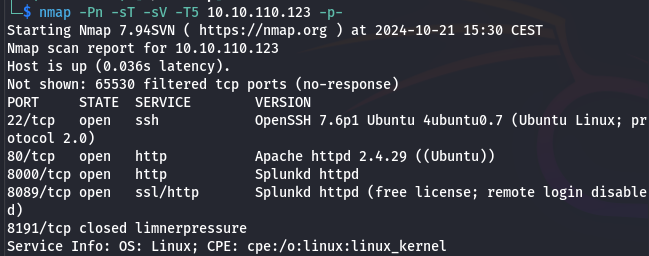 └─$ nmap -Pn -sT -sV -T5 10.10.110.123 -p-
Starting Nmap 7.94SVN ( https://nmap.org ) at 2024-10-21 15:30 CEST
Nmap scan report for 10.10.110.123
Host is up (0.036s latency).
Not shown: 65530 filtered tcp ports (no-response)
PORT     STATE  SERVICE        VERSION
22/tcp   open   ssh            OpenSSH 7.6p1 Ubuntu 4ubuntu0.7 (Ubuntu Linux; pr
otocol 2.0)
80/tcp   open   http           Apache httpd 2.4.29 ((Ubuntu))
8000/tcp open   http           Splunkd httpd
8089/tcp open   ssl/http       Splunkd httpd (free license; remote login disable
d)
8191/tcp closed limnerpressure
Service Info: OS: Linux; CPE: cpe:/o:linux:linux_kernel